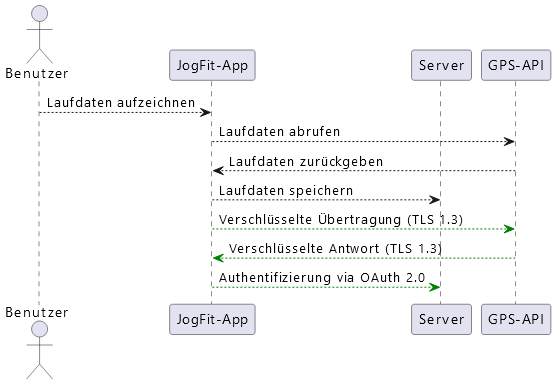 Benutzer
JogFit-App
Server
GPS-API
Laufdaten aufzeichnen
Laufdaten abrufen
Laufdaten zurückgeben
Laufdaten speichern
Verschlüsselte Übertragung (TLS 1.3)
Verschlüsselte Antwort (TLS 1.3)
Authentifizierung via OAuth 2.0
Benutzer
JogFit-App
Server
GPS-API